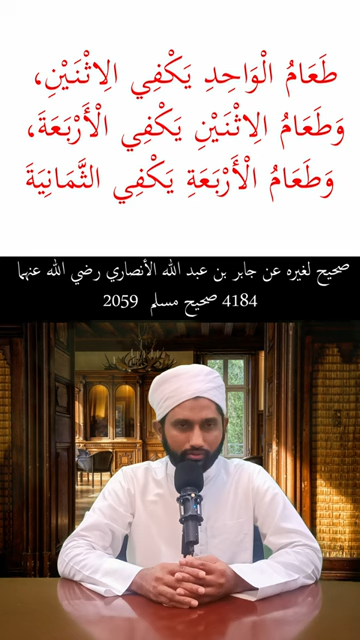 طَعَامُ الْوَاحِدِ يَكْفِي الِاثْنَيْنِ،
وَطَعَامُ الِاثْنَيْنِ يَكْفِي الْأَرْبَعَةَ،
وَطَعَامُ الْأَرْبَعَةِ يَكْفِي الثَّمَانِيَةَ
صحيح لغيره عن جابر بن عبد الله الأنصاري رضي الله عنهما
4184 صحيح مسلم 2059